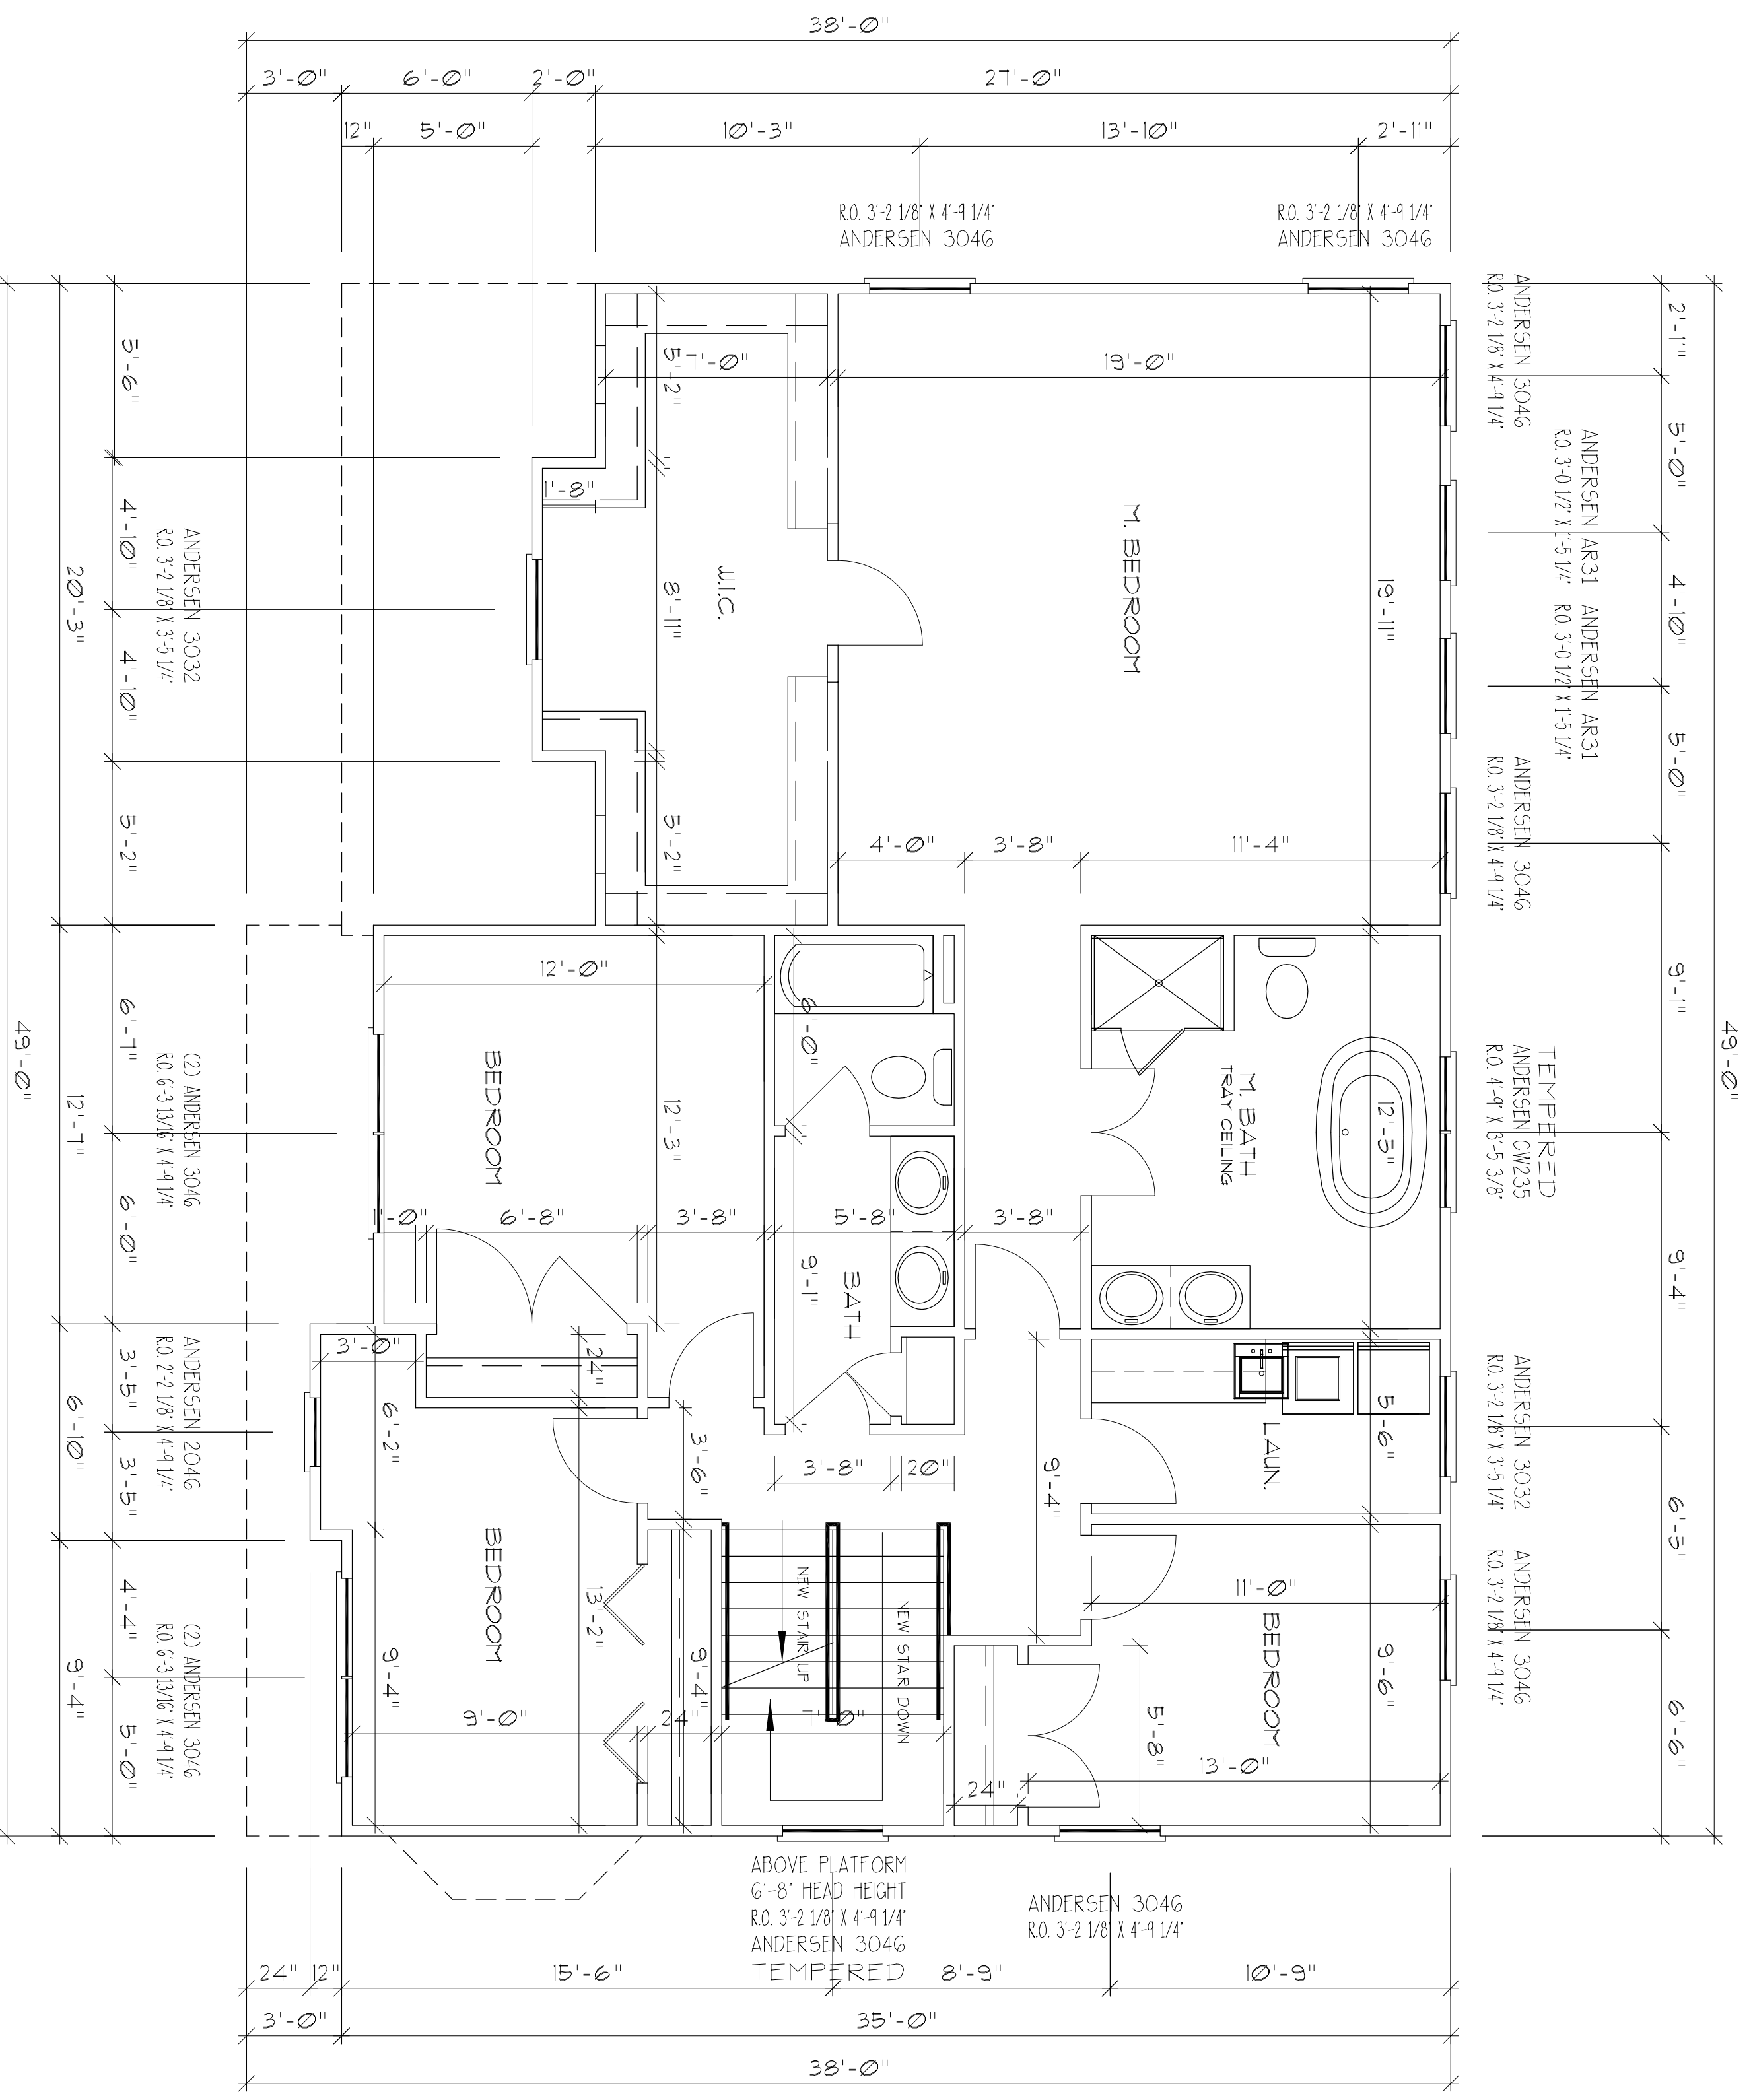 38'-0"
3'-0" 6'-0" 2'-0" 27'-0"
12" 5'-0" 10'-3" 13'-10" 2'-11"
R.O. 3'-2 1/8" X 4'-9 1/4"
ANDERSEN 3046
R.O. 3'-2 1/8" X 4'-9 1/4"
ANDERSEN 3046
ANDERSEN 3046
R.O. 3'-2 1/8" X 4'-9 1/4"
ANDERSEN AR31
R.O. 3'-0 1/2" X 1'-5 1/4"
ANDERSEN AR31
R.O. 3'-0 1/2" X 1'-5 1/4"
ANDERSEN 3046
R.O. 3'-2 1/8" X 4'-9 1/4"
TEMPERED
ANDERSEN CW235
R.O. 4'-9" X 3'-5 3/8"
ANDERSEN 3032
R.O. 3'-2 1/8" X 3'-5 1/4"
ANDERSEN 3046
R.O. 3'-2 1/8" X 4'-9 1/4"
2'-11"
5'-0"
4'-10"
5'-0"
9'-1"
9'-4"
6'-5"
6'-6"
49'-0"
49'-0"
20'-3"
12'-7"
6'-10"
9'-4"
5'-6"
4'-10"
4'-10"
5'-2"
6'-7"
6'-0"
3'-5"
3'-5"
4'-4"
5'-0"
ANDERSEN 3032
R.O. 3'-2 1/8" X 3'-5 1/4"
(2) ANDERSEN 3046
R.O. 6'-3 13/16" X 4'-9 1/4"
ANDERSEN 2046
R.O. 2'-2 1/8" X 4'-9 1/4"
(2) ANDERSEN 3046
R.O. 6'-3 13/16" X 4'-9 1/4"
5'-2"
7'-0"
19'-0"
1'-8"
8'-11"
W.I.C.
M. BEDROOM
19'-11"
5'-2"
4'-0" 3'-8" 11'-4"
12'-0"
6'-0"
BEDROOM
12'-3"
M. BATH
TRAY CEILING
12'-5"
1'-0" 6'-8" 3'-8" 5'-8" 3'-8"
9'-1"
BATH
3'-0"
24"
6'-2"
3'-6"
3'-8" 20"
9'-4"
LAUN.
5'-6"
BEDROOM
13'-2"
9'-4"
9'-4"
NEW STAIR UP
NEW STAIR DOWN
9'-0" 24" 7'-0"
11'-0"
BEDROOM
9'-6"
5'-8"
13'-0"
24"
ABOVE PLATFORM
6'-8" HEAD HEIGHT
R.O. 3'-2 1/8" X 4'-9 1/4"
ANDERSEN 3046
TEMPERED
ANDERSEN 3046
R.O. 3'-2 1/8" X 4'-9 1/4"
24" 12" 15'-6" 8'-9" 10'-9"
3'-0" 35'-0"
38'-0"